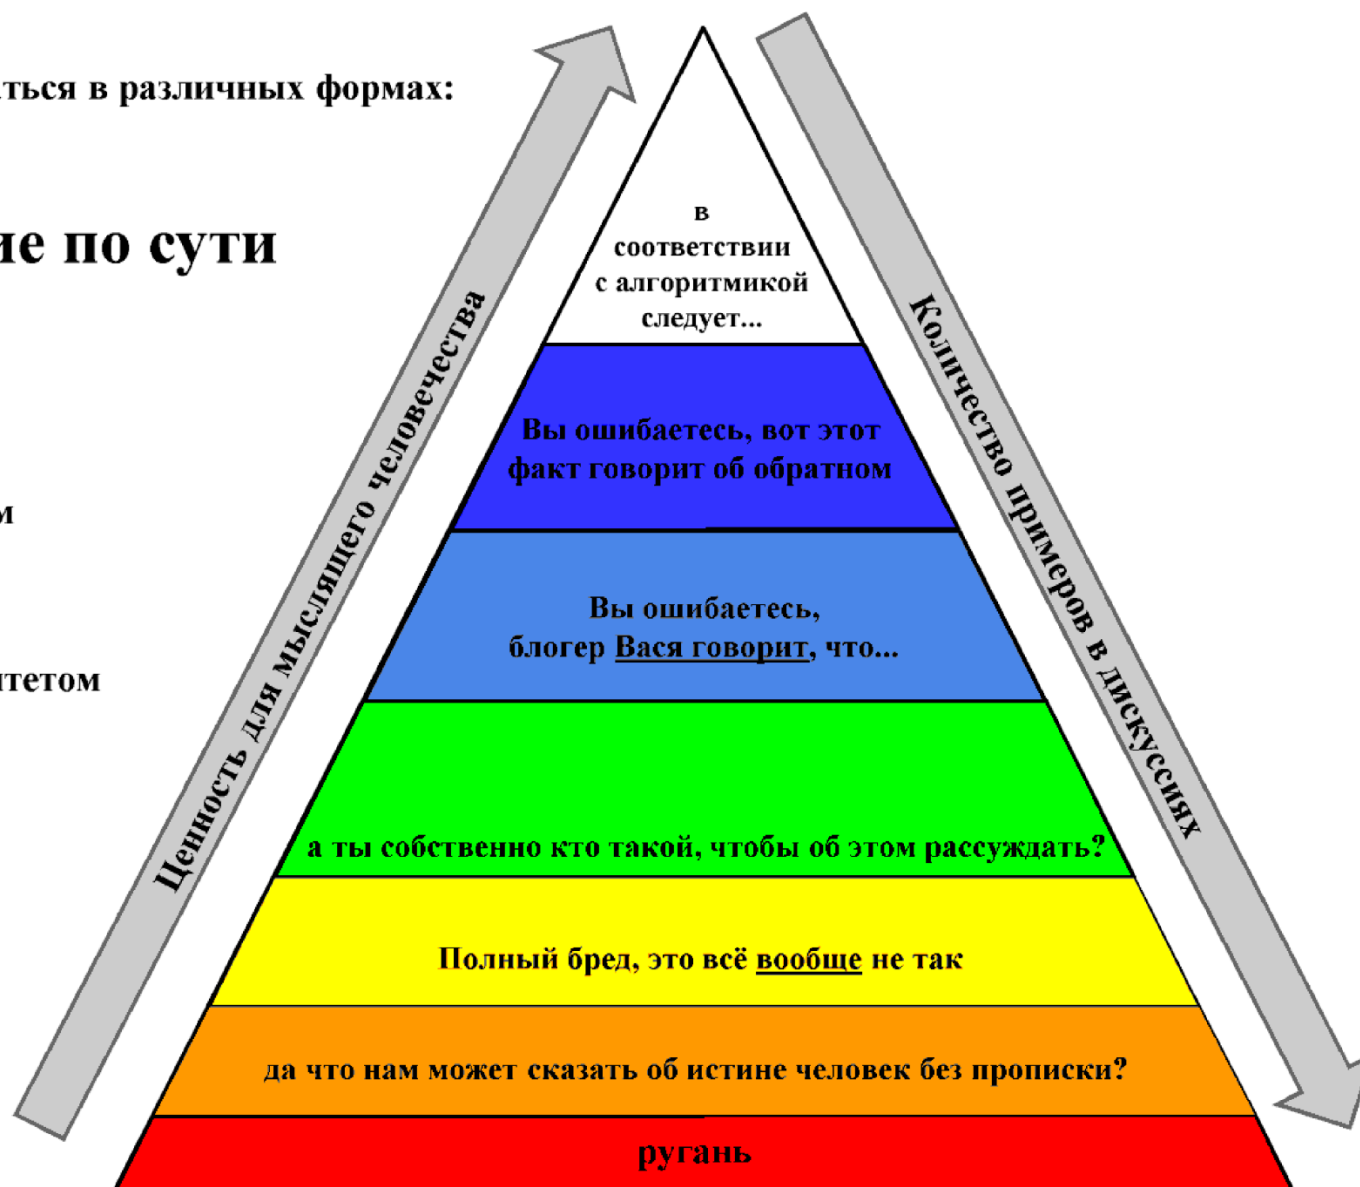 ться в различных формах:
ие по сути
м
тетом
Ценность для мыслящего человечества
Количество примеров в дискуссиях
в
соответствии
с алгоритмикой
следует...
Вы ошибаетесь, вот этот
факт говорит об обратном
Вы ошибаетесь,
блогер Вася говорит, что...
а ты собственно кто такой, чтобы об этом рассуждать?
Полный бред, это всё вообще не так
да что нам может сказать об истине человек без прописки?
ругань